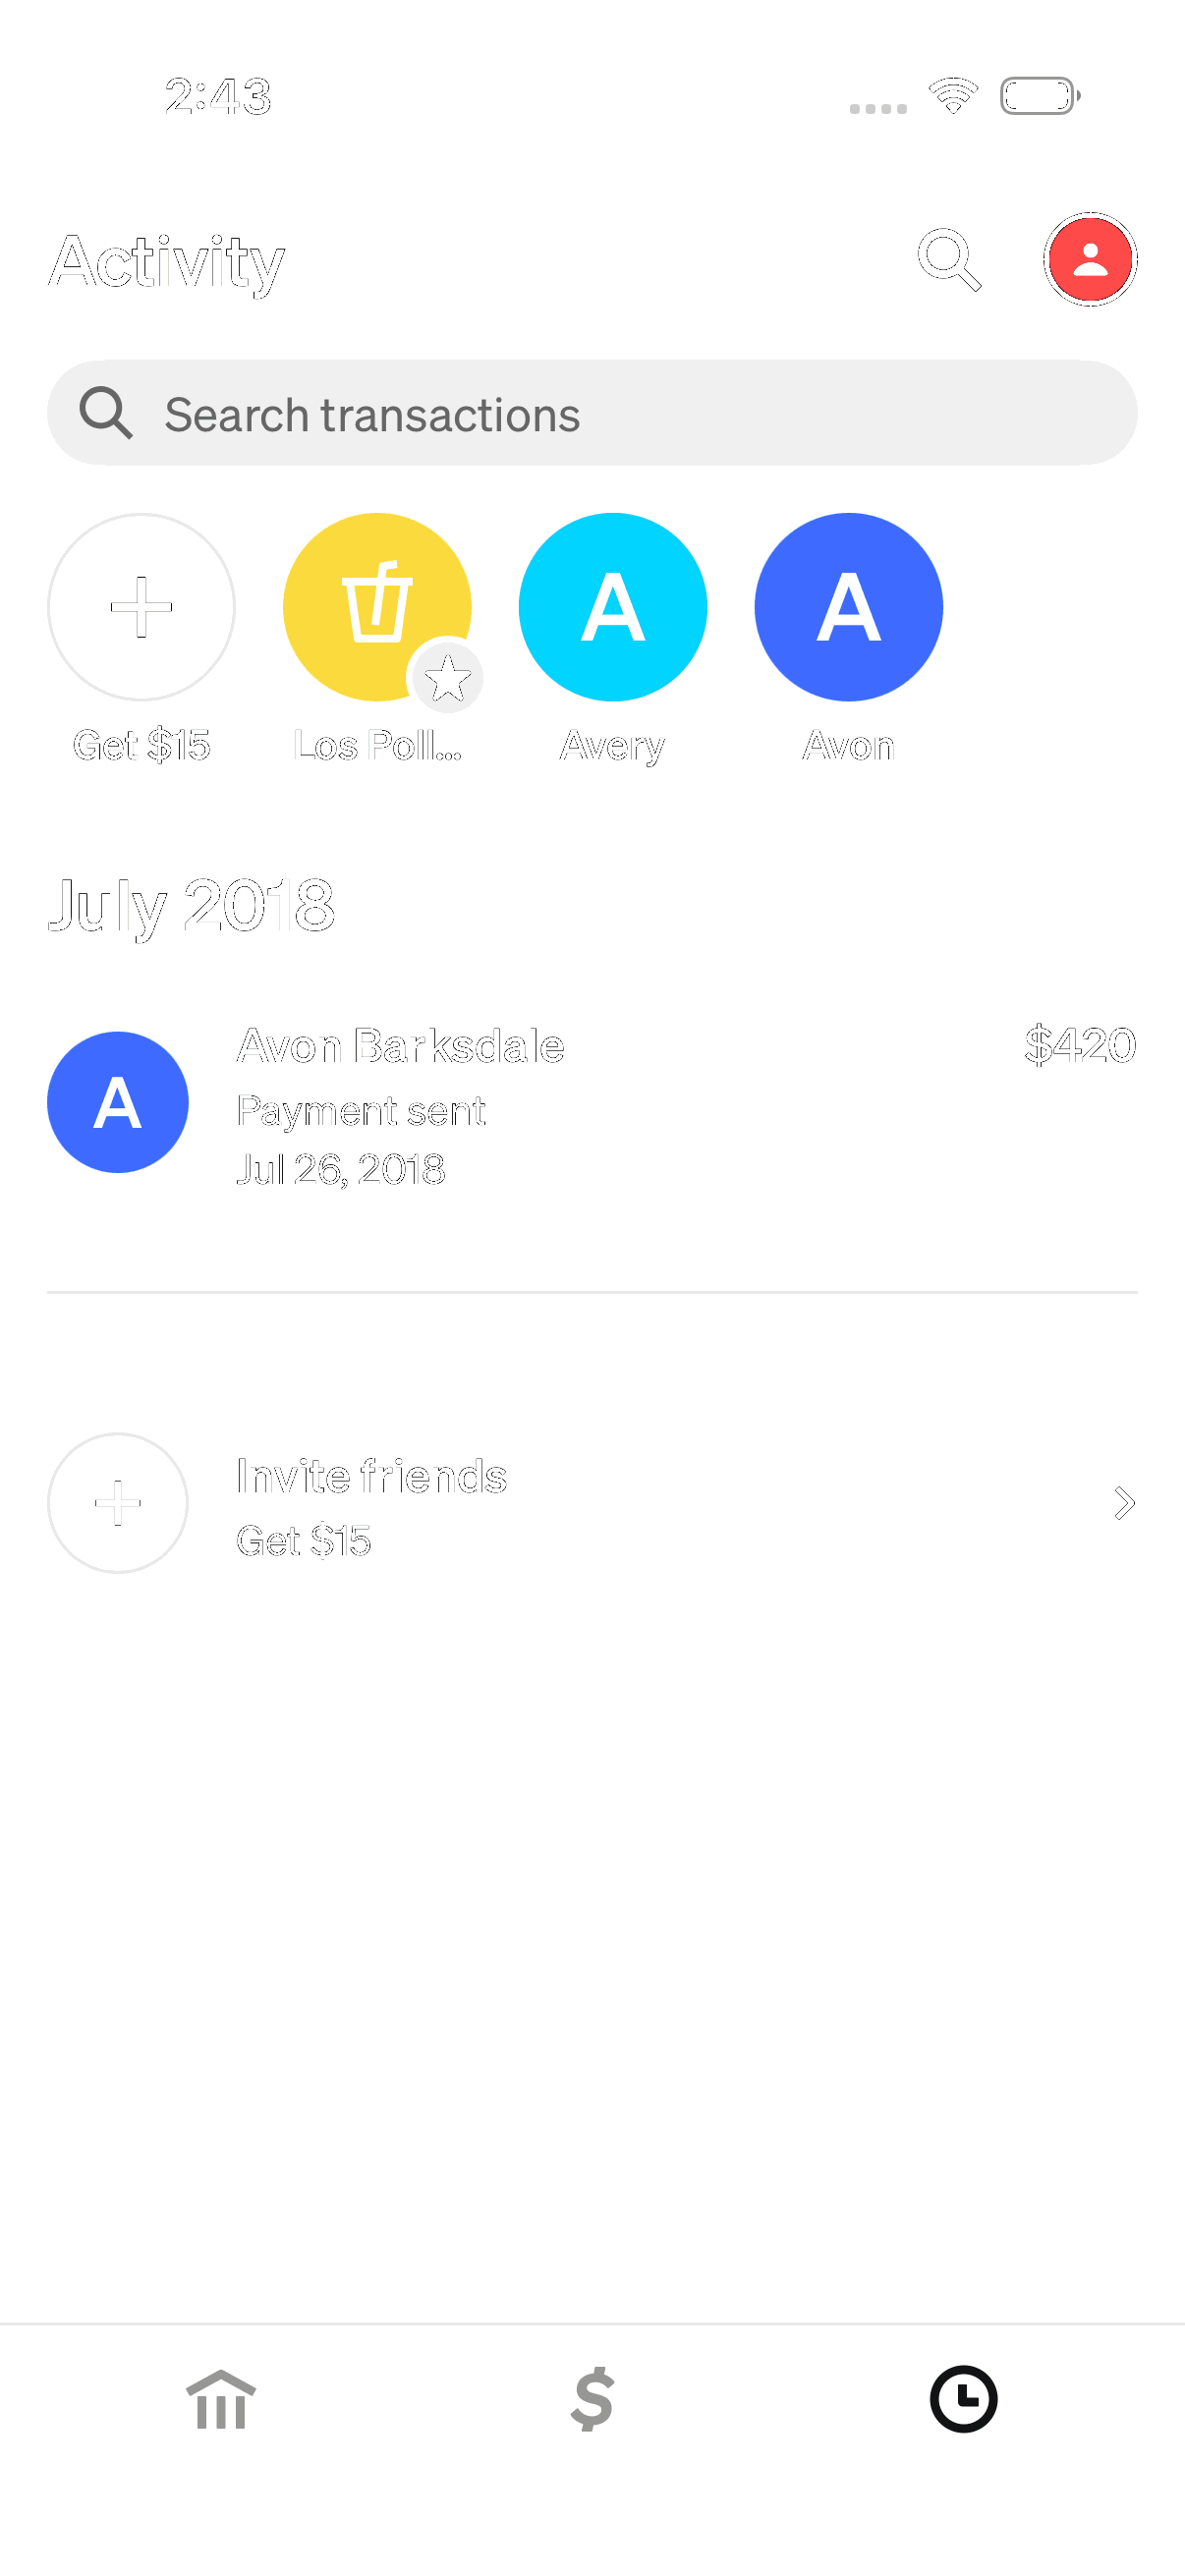 2:43
Activity
Search transactions
A
A
Get $15
Los Poll...
Avery
Avon
July 2018
A
Avon Barksdale
$420
Payment sent
Jul 26, 2018
Invite friends
Get $15
$